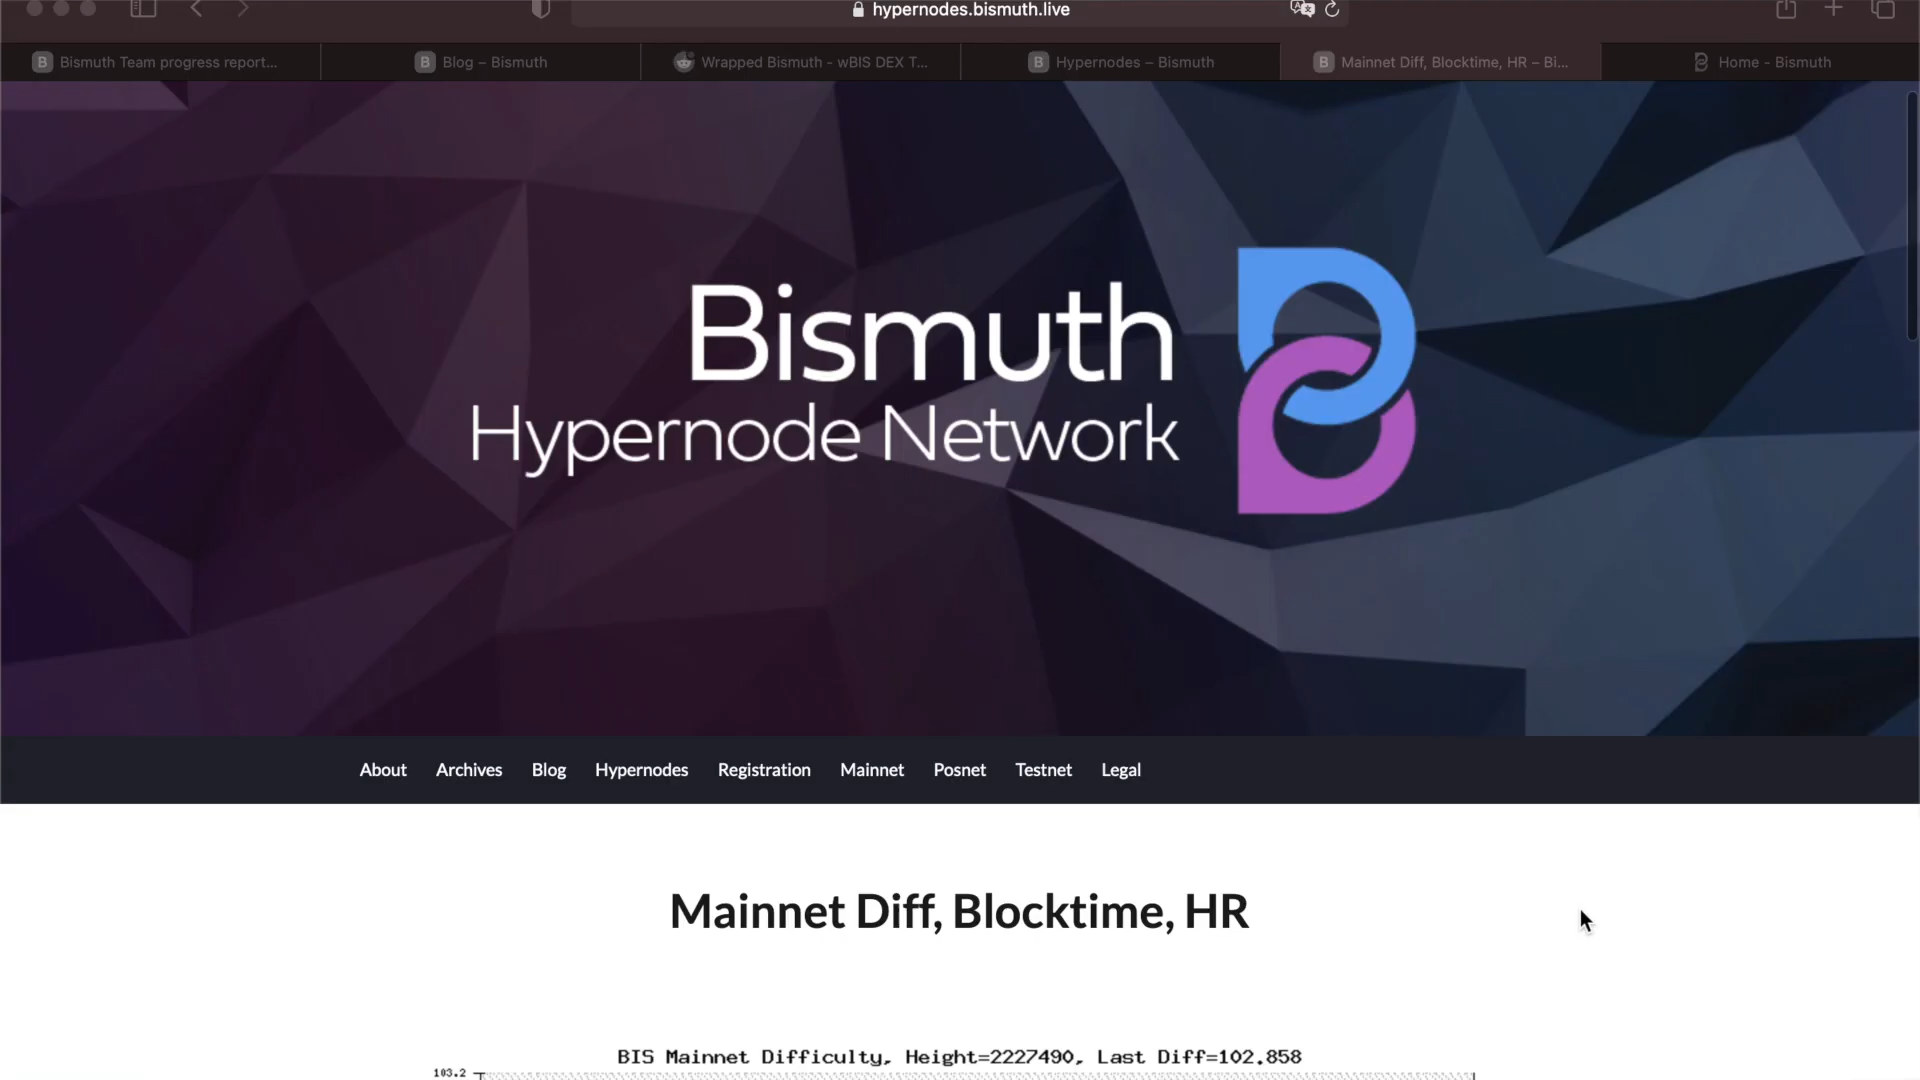 hypernodes.bismuth.live
Bismuth Team progress report...
Blog – Bismuth
Wrapped Bismuth - wBIS DEX T...
Hypernodes – Bismuth
Mainnet Diff, Blocktime, HR – Bi...
Home - Bismuth
Bismuth
Hypernode Network
About Archives Blog Hypernodes Registration Mainnet Posnet Testnet Legal
Mainnet Diff, Blocktime, HR
BIS Mainnet Difficulty, Height=2227490, Last Diff=102.858
103.2